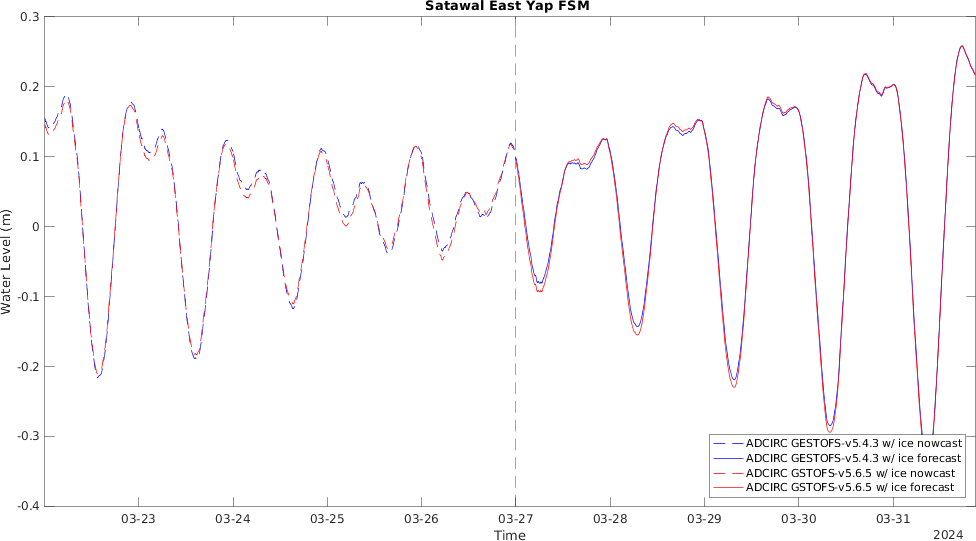 Satawal East Yap FSM
0.3
0.2
0.1
0
-0.1
-0.2
-0.3
-0.4
Water Level (m)
ADCIRC GESTOFS-v5.4.3 w/ ice nowcast
ADCIRC GESTOFS-v5.4.3 w/ ice forecast
ADCIRC GSTOFS-v5.6.5 w/ ice nowcast
ADCIRC GSTOFS-v5.6.5 w/ ice forecast
03-23 03-24 03-25 03-26 03-27 03-28 03-29 03-30 03-31
Time
2024